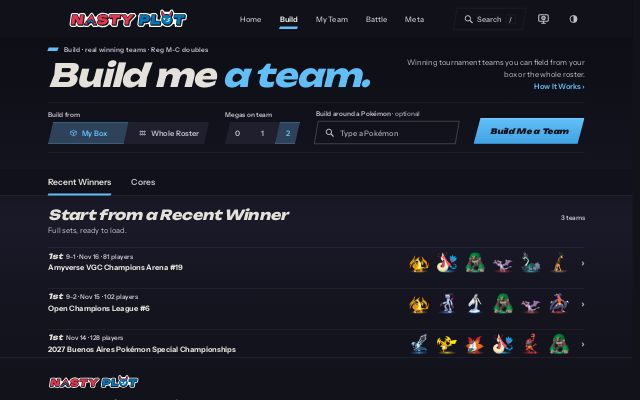 NASTY PLOT
Home
Build
My Team
Battle
Meta
Search /
Build · real winning teams · Reg M-C doubles
Build me a team.
Winning tournament teams you can field from your
box or the whole roster.
How It Works ›
Build from
My Box
Whole Roster
Megas on team
0
1
2
Build around a Pokémon · optional
Type a Pokémon
Build Me a Team
Recent Winners
Cores
Start from a Recent Winner
3 teams
Full sets, ready to load.
1st 9-1 · Nov 16 · 81 players
Amyverse VGC Champions Arena #19
1st 9-2 · Nov 15 · 102 players
Open Champions League #6
1st Nov 14 · 128 players
2027 Buenos Aires Pokémon Special Championships
NASTY PLOT